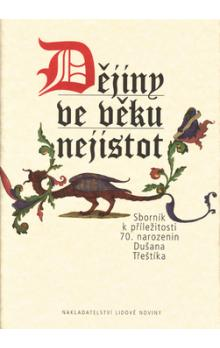 Dějiny
ve věku
nejistot
Sborník
k příležitosti
70. narozenin
Dušana
Třeštíka
NAKLADATELSTVÍ LIDOVÉ NOVINY